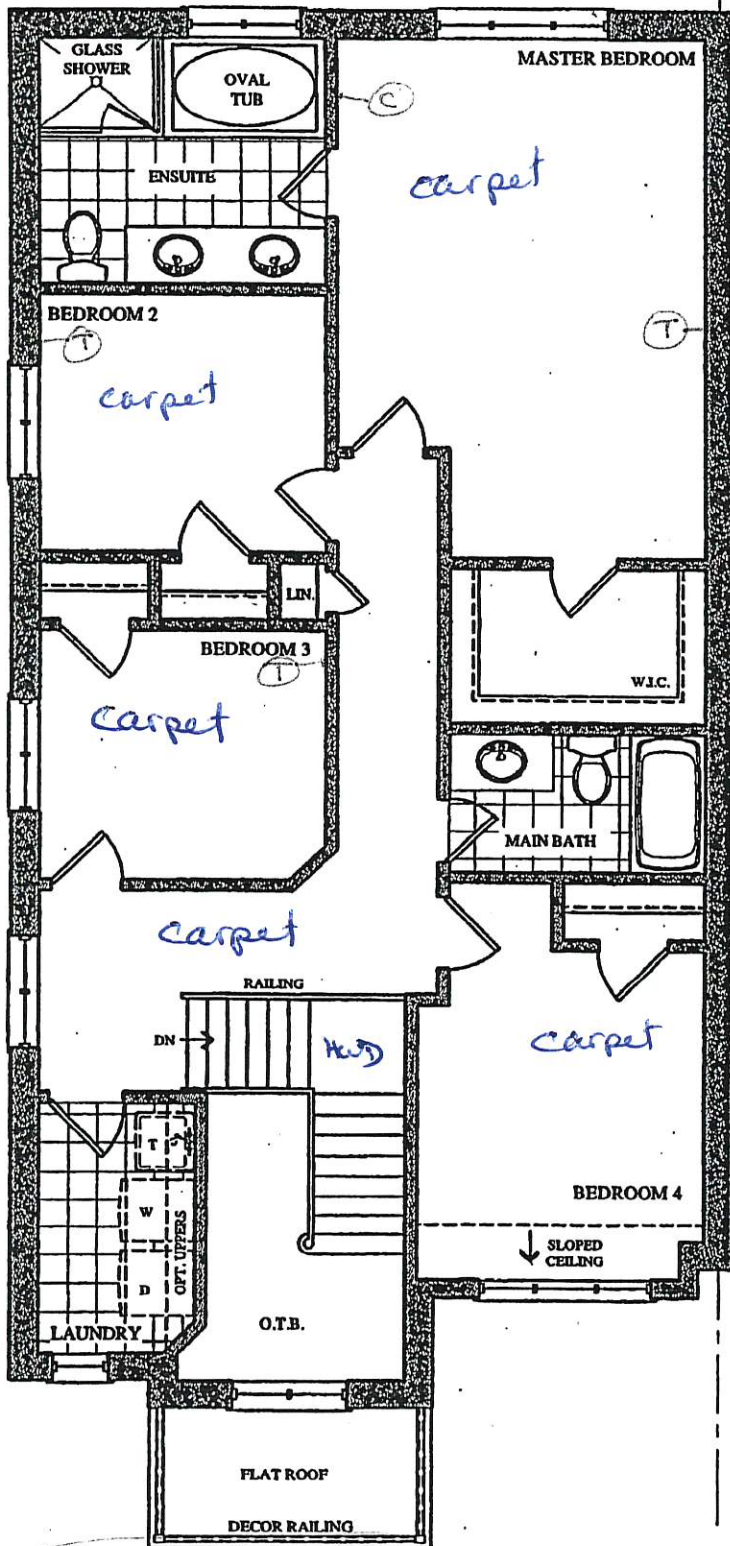 GLASS
SHOWER
OVAL
TUB
MASTER BEDROOM
C
ENSUITE
carpet
BEDROOM 2
T
T
carpet
LIN.
BEDROOM 3
T
W.I.C.
carpet
MAIN BATH
carpet
RAILING
DN
HWD
carpet
T
W
D
OPT. UPPERS
BEDROOM 4
SLOPED
CEILING
O.T.B.
LAUNDRY
FLAT ROOF
DECOR RAILING